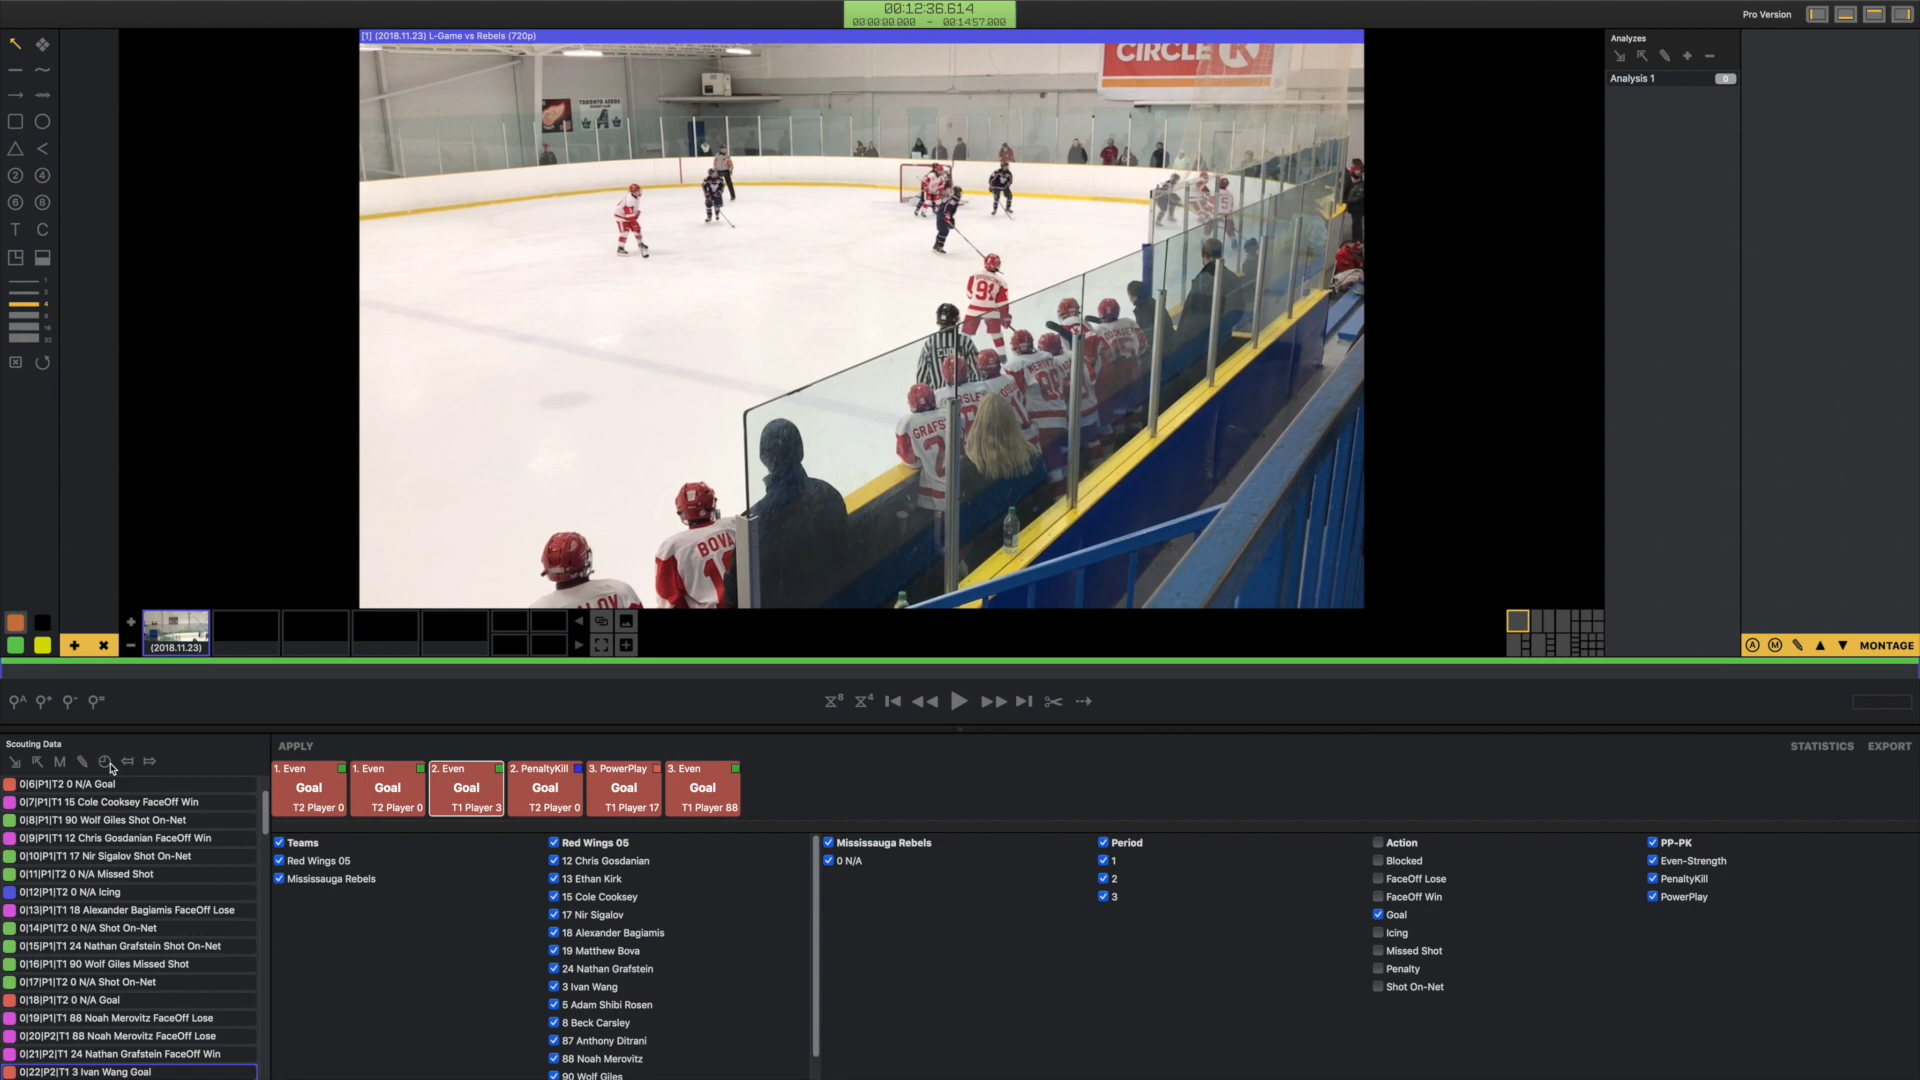 00:12:36.614
00:00:00.000 – 00:14:57.000
Pro Version
[1] (2018.11.23) L-Game vs Rebels (720p)
Analyzes
Analysis 1
0
CIRCLE K
TORONTO AEROS
91
GRAFS
BOVA
T C
2 4
6 8
1
2
4
8
16
32
(2018.11.23)
A M MONTAGE
Scouting Data
M
0|6|P1|T2 0 N/A Goal
0|7|P1|T1 15 Cole Cooksey FaceOff Win
0|8|P1|T1 90 Wolf Giles Shot On-Net
0|9|P1|T1 12 Chris Gosdanian FaceOff Win
0|10|P1|T1 17 Nir Sigalov Shot On-Net
0|11|P1|T2 0 N/A Missed Shot
0|12|P1|T2 0 N/A Icing
0|13|P1|T1 18 Alexander Bagiamis FaceOff Lose
0|14|P1|T2 0 N/A Shot On-Net
0|15|P1|T1 24 Nathan Grafstein Shot On-Net
0|16|P1|T1 90 Wolf Giles Missed Shot
0|17|P1|T2 0 N/A Shot On-Net
0|18|P1|T2 0 N/A Goal
0|19|P1|T1 88 Noah Merovitz FaceOff Lose
0|20|P2|T1 88 Noah Merovitz FaceOff Lose
0|21|P2|T1 24 Nathan Grafstein FaceOff Win
0|22|P2|T1 3 Ivan Wang Goal
APPLY
STATISTICS EXPORT
1. Even
Goal
T2 Player 0
1. Even
Goal
T2 Player 0
2. Even
Goal
T1 Player 3
2. PenaltyKill
Goal
T2 Player 0
3. PowerPlay
Goal
T1 Player 17
3. Even
Goal
T1 Player 88
Teams
Red Wings 05
Mississauga Rebels
Red Wings 05
12 Chris Gosdanian
13 Ethan Kirk
15 Cole Cooksey
17 Nir Sigalov
18 Alexander Bagiamis
19 Matthew Bova
24 Nathan Grafstein
3 Ivan Wang
5 Adam Shibi Rosen
8 Beck Carsley
87 Anthony Ditrani
88 Noah Merovitz
90 Wolf Giles
Mississauga Rebels
0 N/A
Period
1
2
3
Action
Blocked
FaceOff Lose
FaceOff Win
Goal
Icing
Missed Shot
Penalty
Shot On-Net
PP-PK
Even-Strength
PenaltyKill
PowerPlay